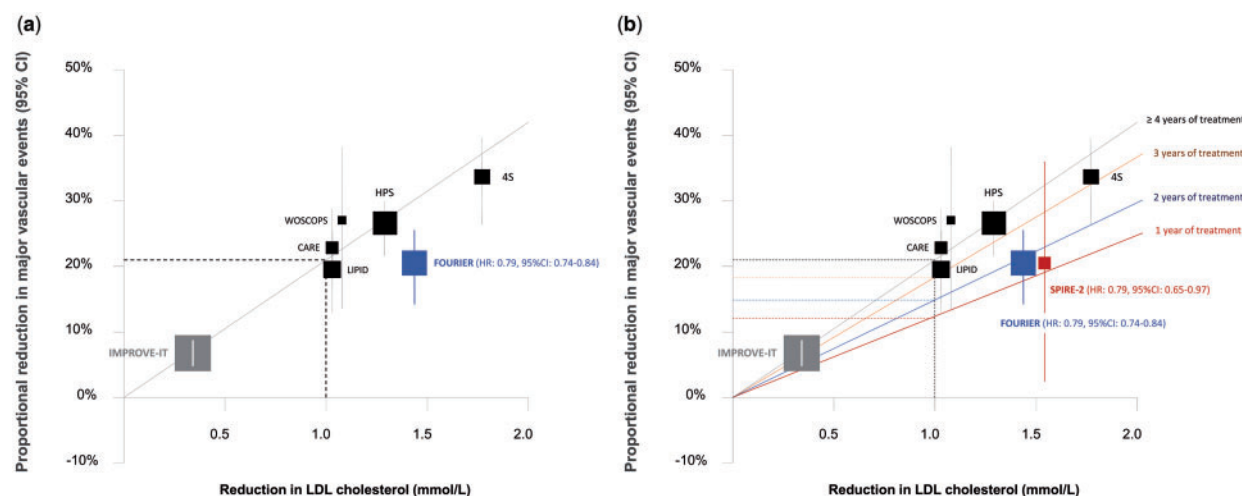 (a)
Proportional reduction in major vascular events (95% CI)
50%
40%
30%
20%
10%
0%
-10%
HPS
4S
WOSCOPS
CARE
LIPID
FOURIER (HR: 0.79, 95%CI: 0.74-0.84)
IMPROVE-IT
0.5
1.0
1.5
2.0
Reduction in LDL cholesterol (mmol/L)
(b)
Proportional reduction in major vascular events (95% CI)
50%
40%
30%
20%
10%
0%
-10%
≥ 4 years of treatment
3 years of treatment
2 years of treatment
1 year of treatment
HPS
4S
WOSCOPS
CARE
LIPID
SPIRE-2 (HR: 0.79, 95%CI: 0.65-0.97)
FOURIER (HR: 0.79, 95%CI: 0.74-0.84)
IMPROVE-IT
0.5
1.0
1.5
2.0
Reduction in LDL cholesterol (mmol/L)